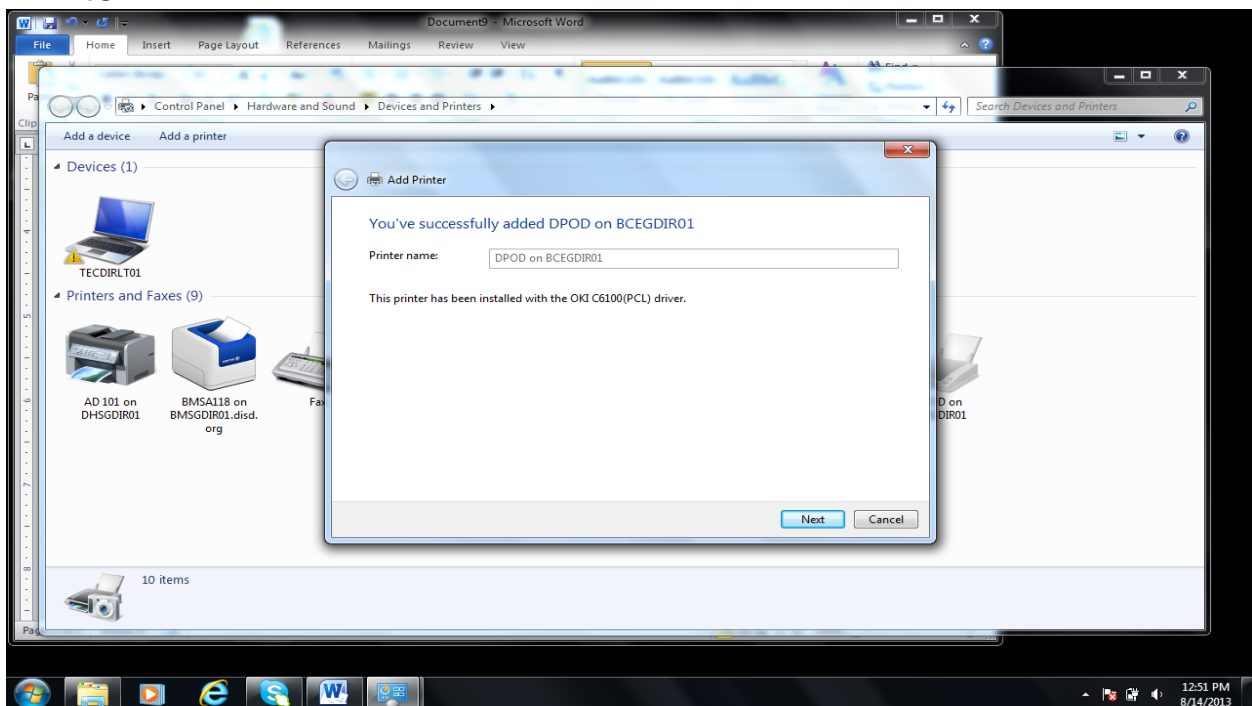 Document9 - Microsoft Word
File Home Insert Page Layout References Mailings Review View
Control Panel Hardware and Sound Devices and Printers
Search Devices and Printers
Add a device Add a printer
Devices (1)
TECDIRLT01
Printers and Faxes (9)
AD 101 on
DHSGDIR01
BMSA118 on
BMSGDIR01.disd.
org
Add Printer
You've successfully added DPOD on BCEGDIR01
Printer name: DPOD on BCEGDIR01
This printer has been installed with the OKI C6100(PCL) driver.
Next Cancel
10 items
12:51 PM
8/14/2013